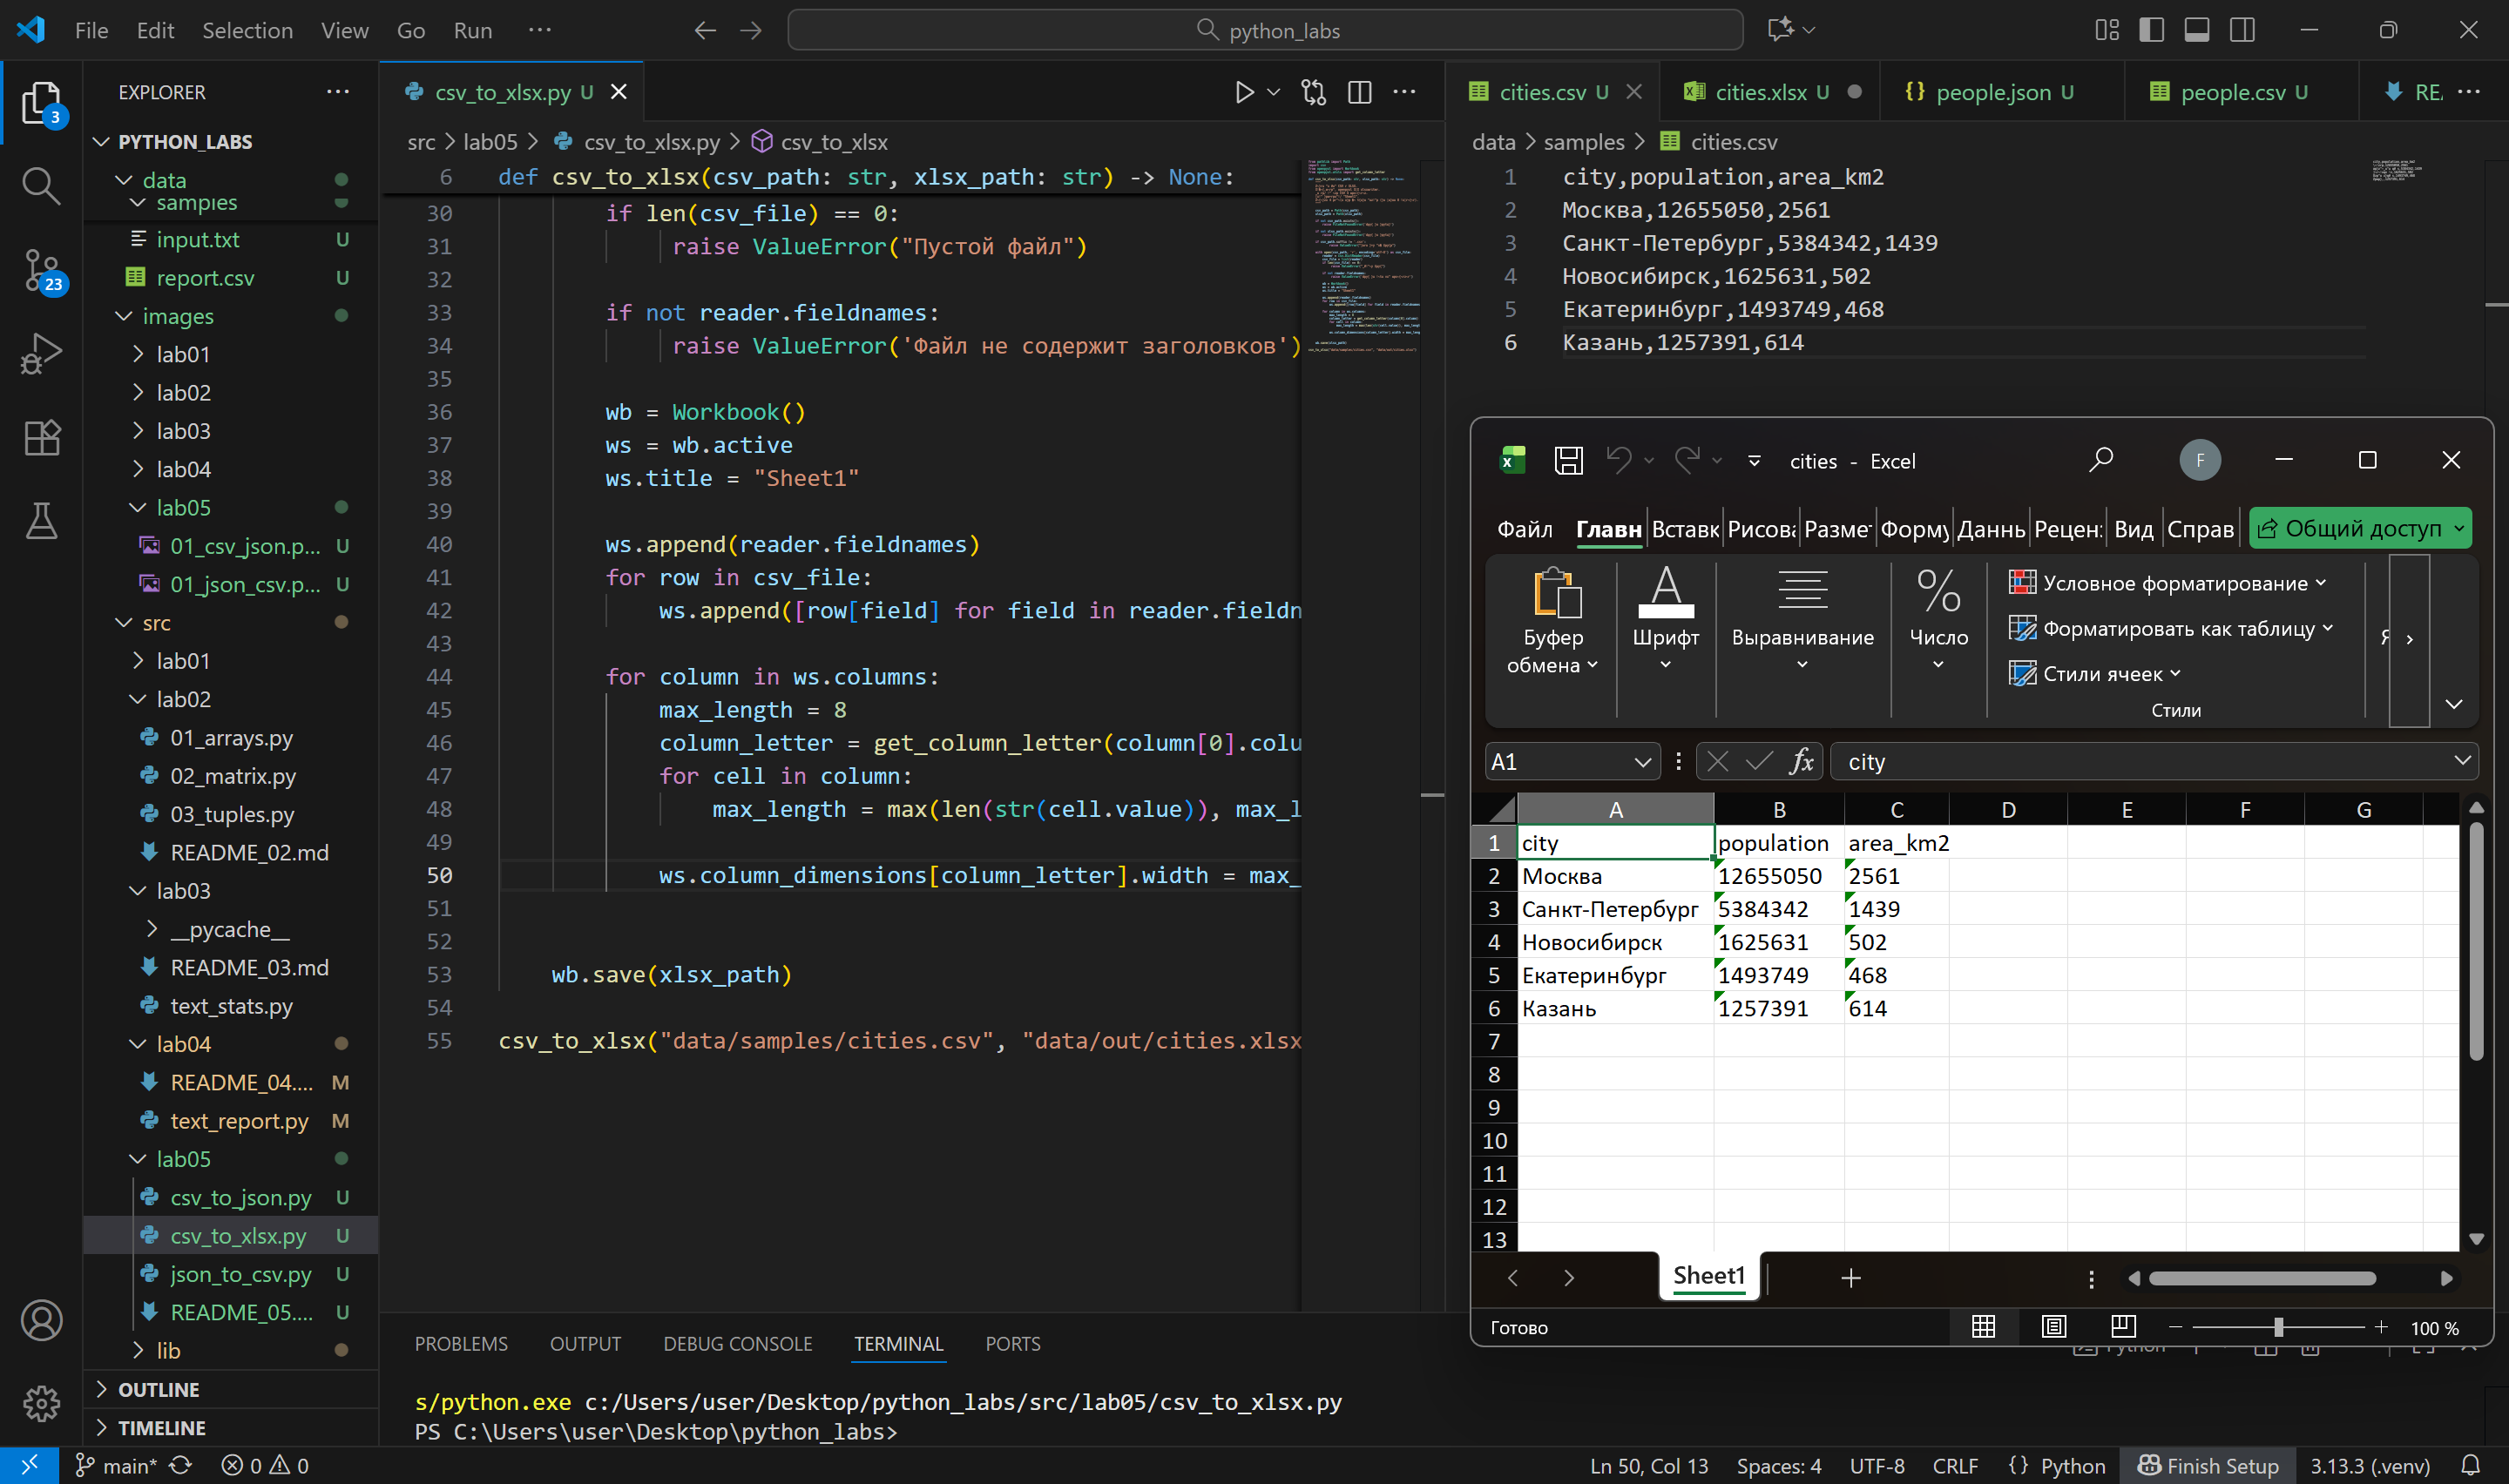 File Edit Selection View Go Run ···
python_labs
EXPLORER
3
23
PYTHON_LABS
data
samples
input.txt U
report.csv U
images
lab01
lab02
lab03
lab04
lab05
01_csv_json.p... U
01_json_csv.p... U
src
lab01
lab02
01_arrays.py
02_matrix.py
03_tuples.py
README_02.md
lab03
__pycache__
README_03.md
text_stats.py
lab04
README_04.... M
text_report.py M
lab05
csv_to_json.py U
csv_to_xlsx.py U
json_to_csv.py U
README_05.... U
lib
OUTLINE
TIMELINE
csv_to_xlsx.py U
src > lab05 > csv_to_xlsx.py > csv_to_xlsx
6 def csv_to_xlsx(csv_path: str, xlsx_path: str) -> None:
30 if len(csv_file) == 0:
31 raise ValueError("Пустой файл")
32
33 if not reader.fieldnames:
34 raise ValueError('Файл не содержит заголовков')
35
36 wb = Workbook()
37 ws = wb.active
38 ws.title = "Sheet1"
39
40 ws.append(reader.fieldnames)
41 for row in csv_file:
42 ws.append([row[field] for field in reader.fieldn
43
44 for column in ws.columns:
45 max_length = 8
46 column_letter = get_column_letter(column[0].colu
47 for cell in column:
48 max_length = max(len(str(cell.value)), max_l
49
50 ws.column_dimensions[column_letter].width = max_
51
52
53 wb.save(xlsx_path)
54
55 csv_to_xlsx("data/samples/cities.csv", "data/out/cities.xlsx
cities.csv U cities.xlsx U people.json U people.csv U RE
data > samples > cities.csv
1 city,population,area_km2
2 Москва,12655050,2561
3 Санкт-Петербург,5384342,1439
4 Новосибирск,1625631,502
5 Екатеринбург,1493749,468
6 Казань,1257391,614
cities - Excel
F
Файл Главн Вставк Рисова Размет Форму Даннь Реценз Вид Справ Общий доступ
Буфер обмена
Шрифт
Выравнивание
% Число
Условное форматирование
Форматировать как таблицу
Стили ячеек
Стили
A1 fx city
A B C D E F G
1 city population area_km2
2 Москва 12655050 2561
3 Санкт-Петербург 5384342 1439
4 Новосибирск 1625631 502
5 Екатеринбург 1493749 468
6 Казань 1257391 614
7
8
9
10
11
12
13
Sheet1
Готово 100 %
PROBLEMS OUTPUT DEBUG CONSOLE TERMINAL PORTS
s/python.exe c:/Users/user/Desktop/python_labs/src/lab05/csv_to_xlsx.py
PS C:\Users\user\Desktop\python_labs>
main* 0 0 Ln 50, Col 13 Spaces: 4 UTF-8 CRLF {} Python Finish Setup 3.13.3 (.venv)